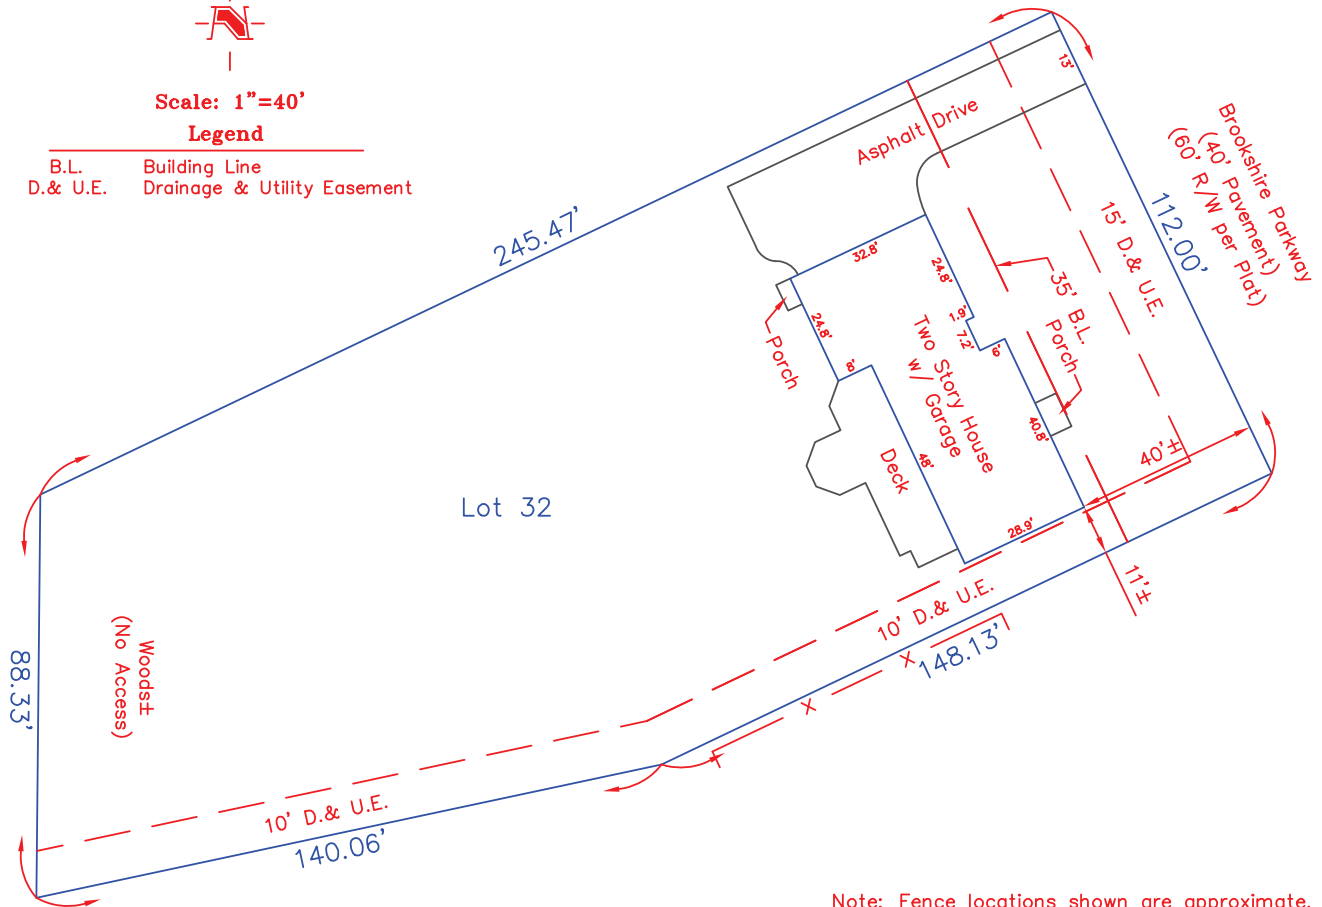 N
Scale: 1"=40'
Legend
B.L. Building Line
D.& U.E. Drainage & Utility Easement
245.47'
Asphalt Drive
13'
Brookshire Parkway
(40' Pavement)
(60' R/W per Plat)
112.00'
15' D.& U.E.
35' B.L.
Porch
32.8'
24.8'
1.9'
7.2'
6'
24.8'
8'
Porch
Two Story House
w/ Garage
40.8'
48'
Deck
28.9'
40'±
11'±
Lot 32
10' D.& U.E.
148.13'
X
X
Woods±
(No Access)
88.33'
10' D.& U.E.
140.06'
Note: Fence locations shown are approximate.